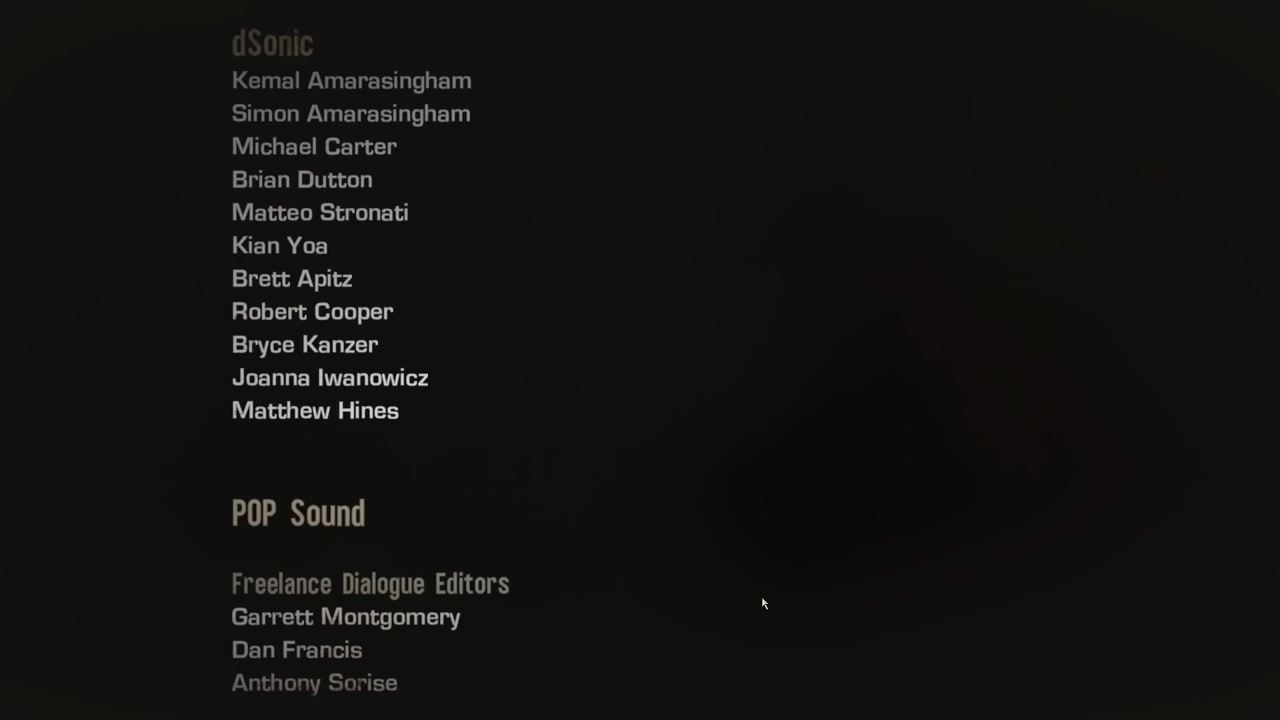 dSonic
Kemal Amarasingham
Simon Amarasingham
Michael Carter
Brian Dutton
Matteo Stronati
Kian Yoa
Brett Apitz
Robert Cooper
Bryce Kanzer
Joanna Iwanowicz
Matthew Hines
POP Sound
Freelance Dialogue Editors
Garrett Montgomery
Dan Francis
Anthony Sorise